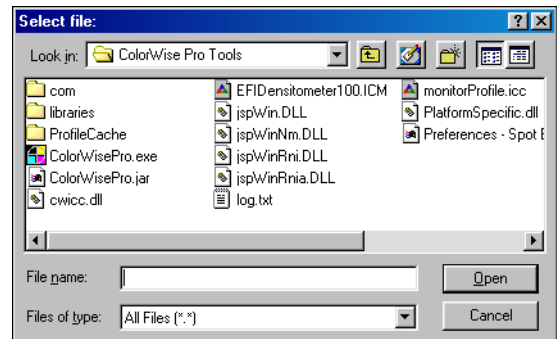 Select file:
Look in: ColorWise Pro Tools
com
libraries
ProfileCache
ColorWisePro.exe
ColorWisePro.jar
cwicc.dll
EFIDensitometer100.ICM
jspWin.DLL
jspWinNm.DLL
jspWinRni.DLL
jspWinRnia.DLL
log.txt
monitorProfile.icc
PlatformSpecific.dll
Preferences - Spot E
File name:
Open
Files of type: All Files (*.*)
Cancel